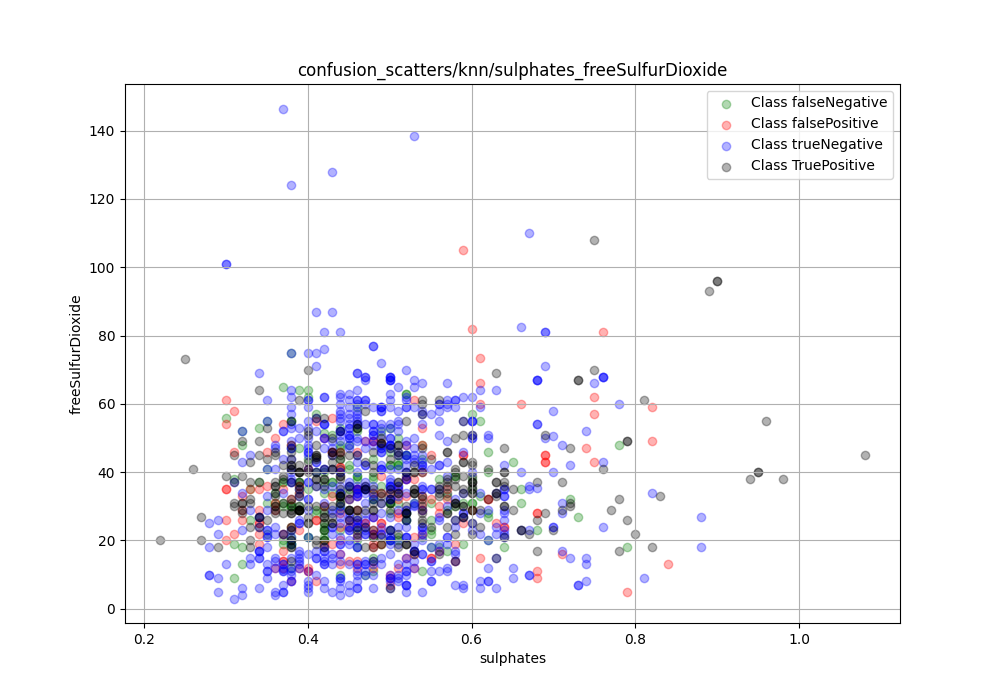 confusion_scatters/knn/sulphates_freeSulfurDioxide
Class falseNegative
Class falsePositive
Class trueNegative
Class TruePositive
140
120
100
80
60
40
20
0
freeSulfurDioxide
0.2 0.4 0.6 0.8 1.0
sulphates